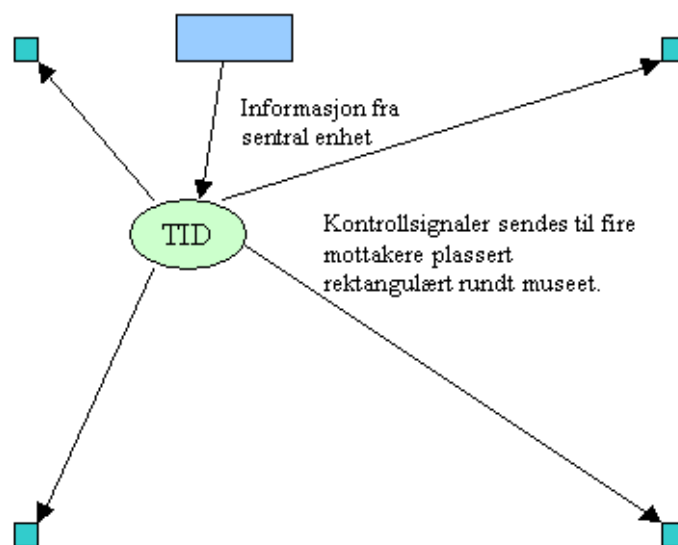 Informasjon fra
sentral enhet
TID
Kontrollsignaler sendes til fire
mottakere plassert
rektangulært rundt museet.